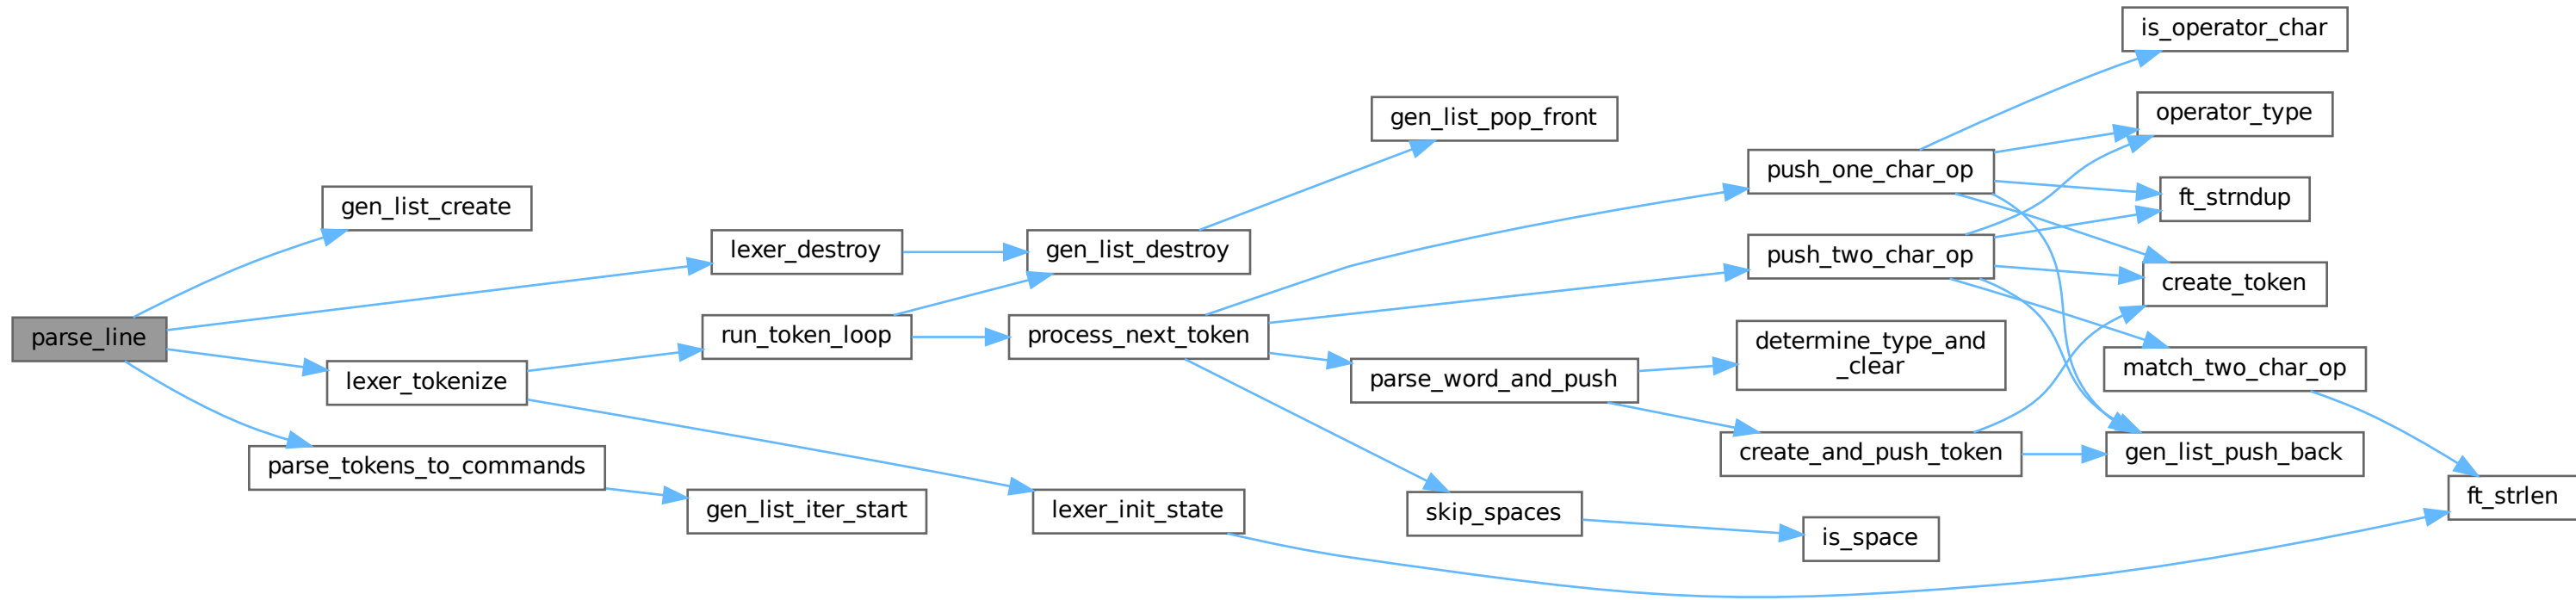 parse_line
gen_list_create
lexer_destroy
lexer_tokenize
parse_tokens_to_commands
run_token_loop
gen_list_iter_start
gen_list_destroy
process_next_token
lexer_init_state
gen_list_pop_front
parse_word_and_push
skip_spaces
push_one_char_op
push_two_char_op
determine_type_and
_clear
create_and_push_token
is_space
is_operator_char
operator_type
ft_strndup
create_token
match_two_char_op
gen_list_push_back
ft_strlen